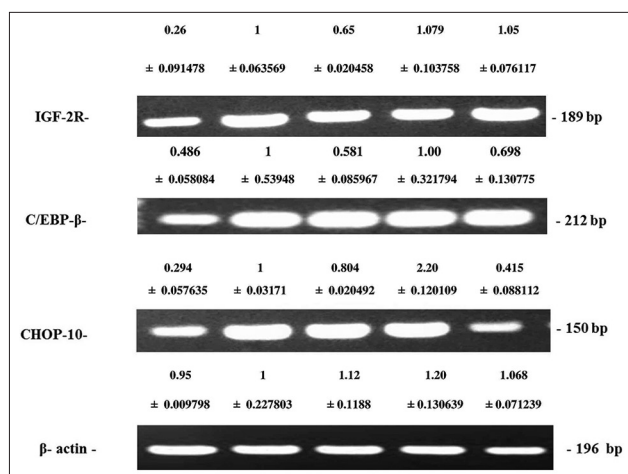 0.26 1 0.65 1.079 1.05
± 0.091478 ± 0.063569 ± 0.020458 ± 0.103758 ± 0.076117
IGF-2R- - 189 bp
0.486 1 0.581 1.00 0.698
± 0.058084 ± 0.53948 ± 0.085967 ± 0.321794 ± 0.130775
C/EBP-β- - 212 bp
0.294 1 0.804 2.20 0.415
± 0.057635 ± 0.03171 ± 0.020492 ± 0.120109 ± 0.088112
CHOP-10- - 150 bp
0.95 1 1.12 1.20 1.068
± 0.009798 ± 0.227803 ± 0.1188 ± 0.130639 ± 0.071239
β- actin - - 196 bp